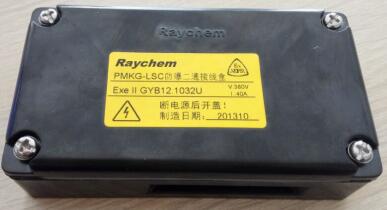 Raychem
Raychem
PMKG-LSC防爆二通接线盒
Ex
Exe II GYB12.1032U
V:380V
I:40A
断电源后开盖!
制造日期: 201310